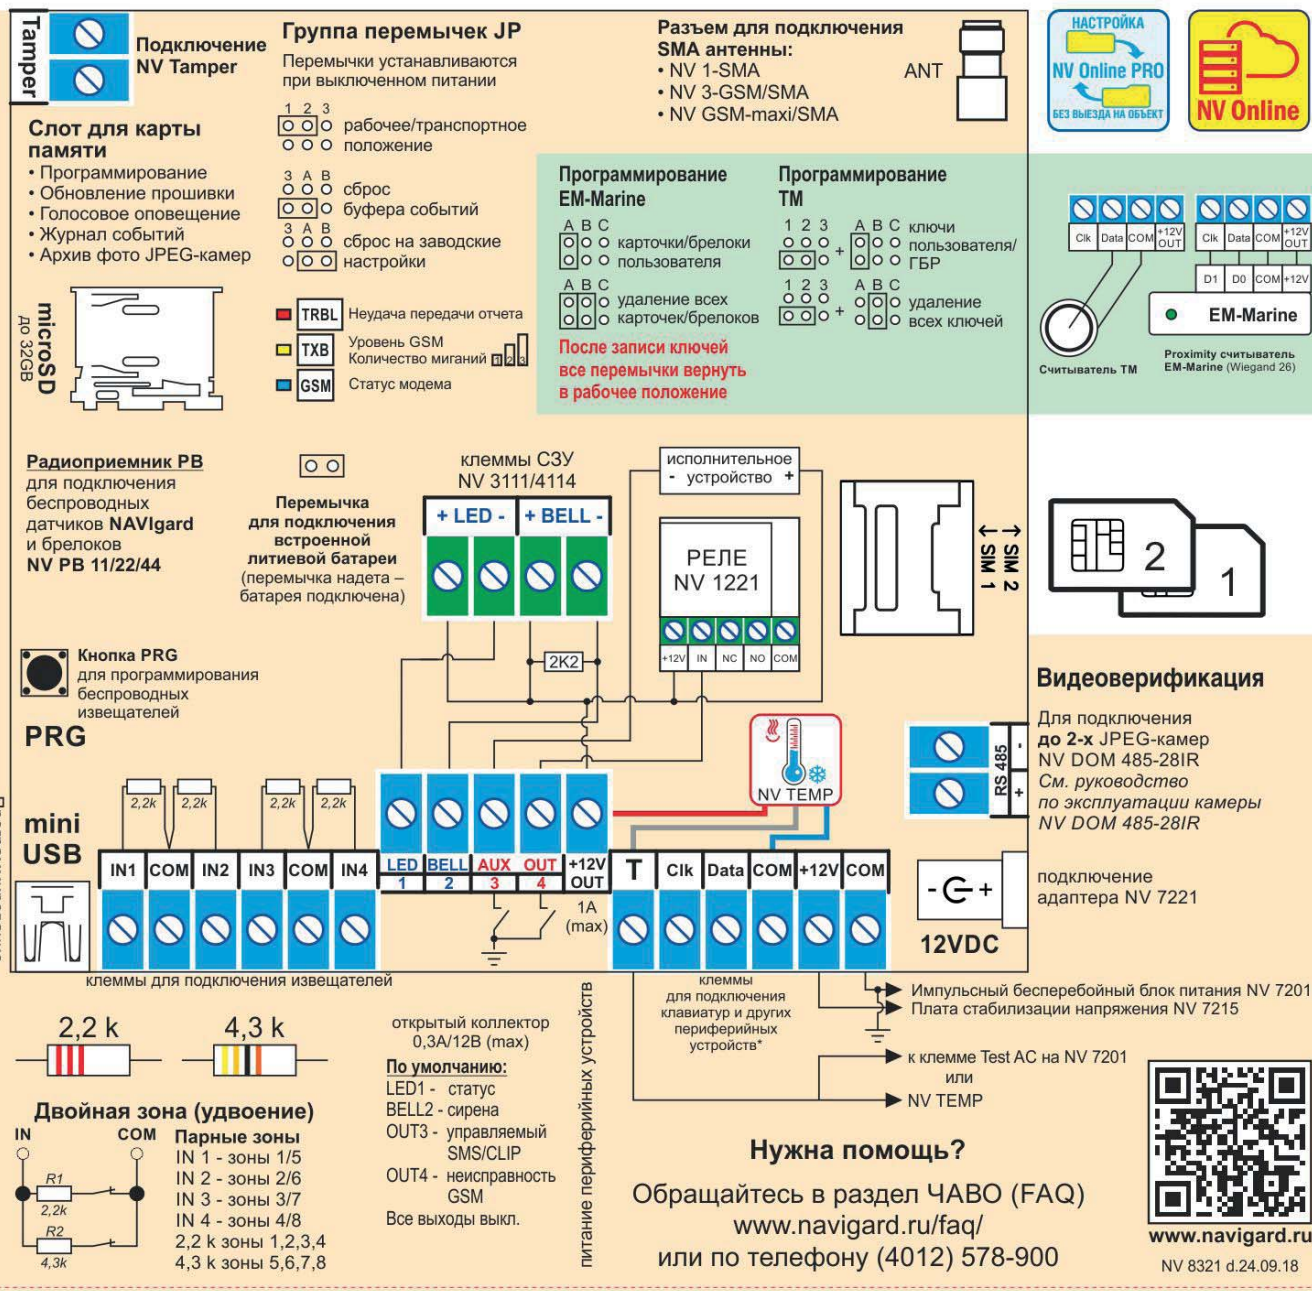 Tamper
Подключение
NV Tamper
Группа перемычек JP
Перемычки устанавливаются
при выключенном питании
1 2 3
рабочее/транспортное
положение
3 A B
сброс
буфера событий
3 A B
сброс на заводские
настройки
Разъем для подключения
SMA антенны:
• NV 1-SMA
• NV 3-GSM/SMA
• NV GSM-maxi/SMA
ANT
НАСТРОЙКА
NV Online PRO
БЕЗ ВЫЕЗДА НА ОБЪЕКТ
NV Online
Слот для карты
памяти
• Программирование
• Обновление прошивки
• Голосовое оповещение
• Журнал событий
• Архив фото JPEG-камер
microSD
до 32GB
TRBL Неудача передачи отчета
TXB Уровень GSM
Количество миганий 1 2 3
GSM Статус модема
Программирование
EM-Marine
A B C
карточки/брелоки
пользователя
A B C
удаление всех
карточек/брелоков
После записи ключей
все перемычки вернуть
в рабочее положение
Программирование
ТМ
1 2 3 + A B C ключи
пользователя/
ГБР
1 2 3 + A B C
удаление
всех ключей
Clk Data COM +12V OUT
Считыватель ТМ
Clk Data COM +12V OUT
D1 D0 COM +12V
EM-Marine
Proximity считыватель
EM-Marine (Wiegand 26)
Радиоприемник РВ
для подключения
беспроводных
датчиков NAVIgard
и брелоков
NV PB 11/22/44
Перемычка
для подключения
встроенной
литиевой батареи
(перемычка надета –
батарея подключена)
клеммы СЗУ
NV 3111/4114
+ LED - + BELL -
2K2
исполнительное
- устройство +
РЕЛЕ
NV 1221
+12V IN NC NO COM
SIM 1
SIM 2
2
1
Кнопка PRG
для программирования
беспроводных
извещателей
PRG
Видеоверификация
Для подключения
до 2-х JPEG-камер
NV DOM 485-28IR
См. руководство
по эксплуатации камеры
NV DOM 485-28IR
RS 485
- +
NV TEMP
mini
USB
2,2k 2,2k 2,2k 2,2k
IN1 COM IN2 IN3 COM IN4
клеммы для подключения извещателей
LED BELL AUX OUT +12V
1 2 3 4 OUT
1A
(max)
T Clk Data COM +12V COM
- +
12VDC
подключение
адаптера NV 7221
клеммы
для подключения
клавиатур и других
периферийных
устройств*
Импульсный бесперебойный блок питания NV 7201
Плата стабилизации напряжения NV 7215
к клемме Test AC на NV 7201
или
NV TEMP
2,2 k
4,3 k
Двойная зона (удвоение)
IN COM
R1
2,2k
R2
4,3k
Парные зоны
IN 1 - зоны 1/5
IN 2 - зоны 2/6
IN 3 - зоны 3/7
IN 4 - зоны 4/8
2,2 k зоны 1,2,3,4
4,3 k зоны 5,6,7,8
открытый коллектор
0,3A/12B (max)
По умолчанию:
LED1 - статус
BELL2 - сирена
OUT3 - управляемый
SMS/CLIP
OUT4 - неисправность
GSM
Все выходы выкл.
питание периферийных устройств
Нужна помощь?
Обращайтесь в раздел ЧАВО (FAQ)
www.navigard.ru/faq/
или по телефону (4012) 578-900
www.navigard.ru
NV 8321 d.24.09.18